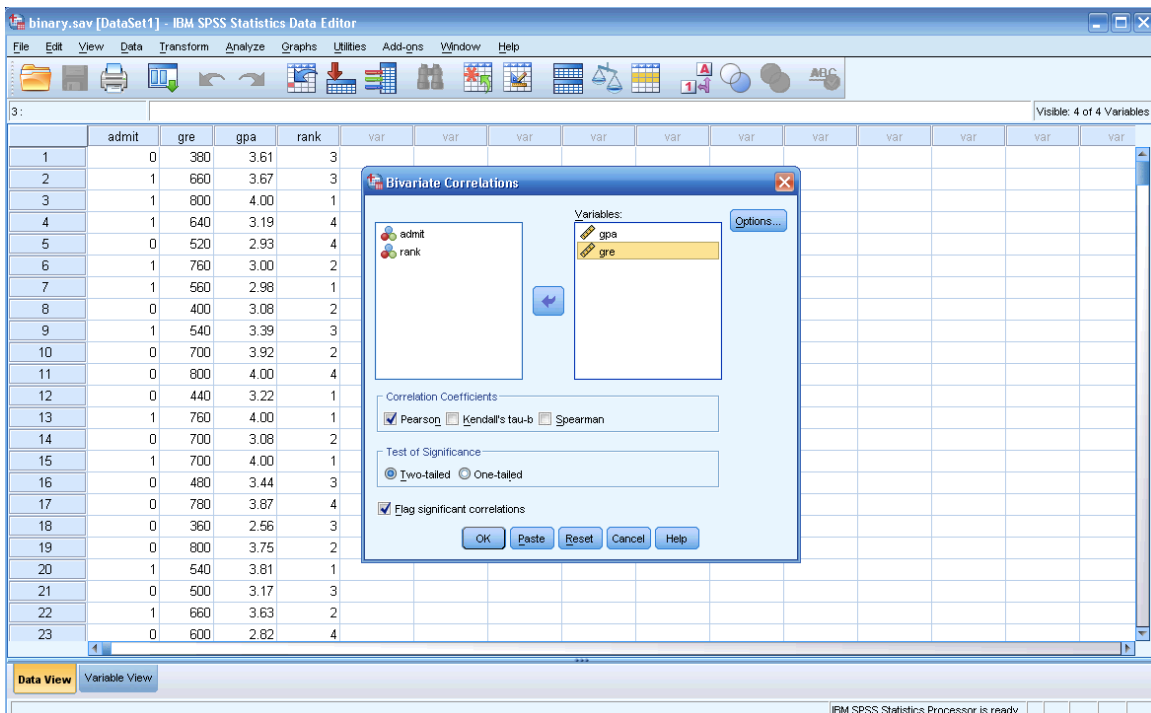 binary.sav [DataSet1] - IBM SPSS Statistics Data Editor
File Edit View Data Transform Analyze Graphs Utilities Add-ons Window Help
A
1
ABC
3 :
Visible: 4 of 4 Variables
admit gre gpa rank var var var var var var var var var var var
1 0 380 3.61 3
2 1 660 3.67 3
3 1 800 4.00 1
4 1 640 3.19 4
5 0 520 2.93 4
6 1 760 3.00 2
7 1 560 2.98 1
8 0 400 3.08 2
9 1 540 3.39 3
10 0 700 3.92 2
11 0 800 4.00 4
12 0 440 3.22 1
13 1 760 4.00 1
14 0 700 3.08 2
15 1 700 4.00 1
16 0 480 3.44 3
17 0 780 3.87 4
18 0 360 2.56 3
19 0 800 3.75 2
20 1 540 3.81 1
21 0 500 3.17 3
22 1 660 3.63 2
23 0 600 2.82 4
Bivariate Correlations
Variables:
admit
rank
gpa
gre
Options...
Correlation Coefficients
Pearson Kendall's tau-b Spearman
Test of Significance
Two-tailed One-tailed
Flag significant correlations
OK Paste Reset Cancel Help
Data View Variable View
IBM SPSS Statistics Processor is ready